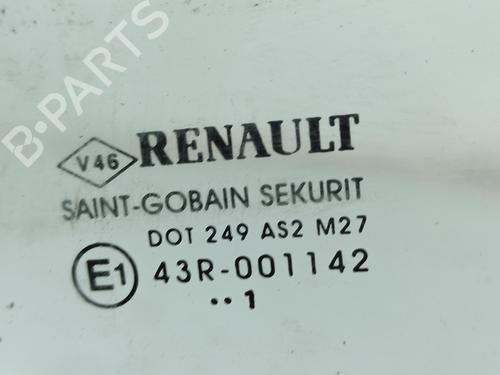 B-PARTS
V46 RENAULT
SAINT-GOBAIN SEKURIT
DOT 249 AS2 M27
E1 43R-001142
•• 1